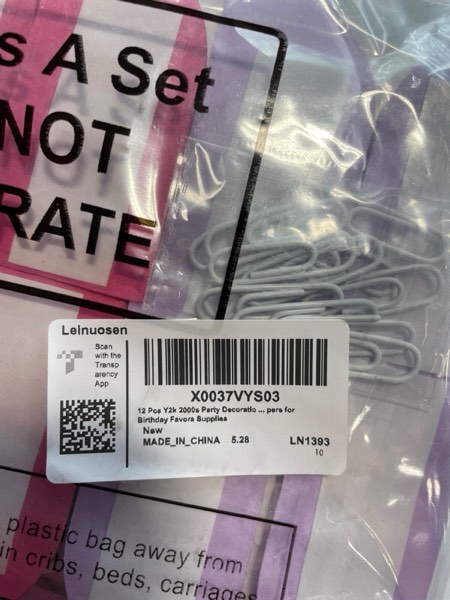 s A Set
NOT
RATE
Leinuosen
Scan
with the
Transp
arency
App
X0037VYS03
12 Pcs Y2k 2000s Party Decoratio ... pers for
Birthday Favors Supplies
New
MADE_IN_CHINA 5.28 LN1393
10
plastic bag away from
in cribs, beds, carriages